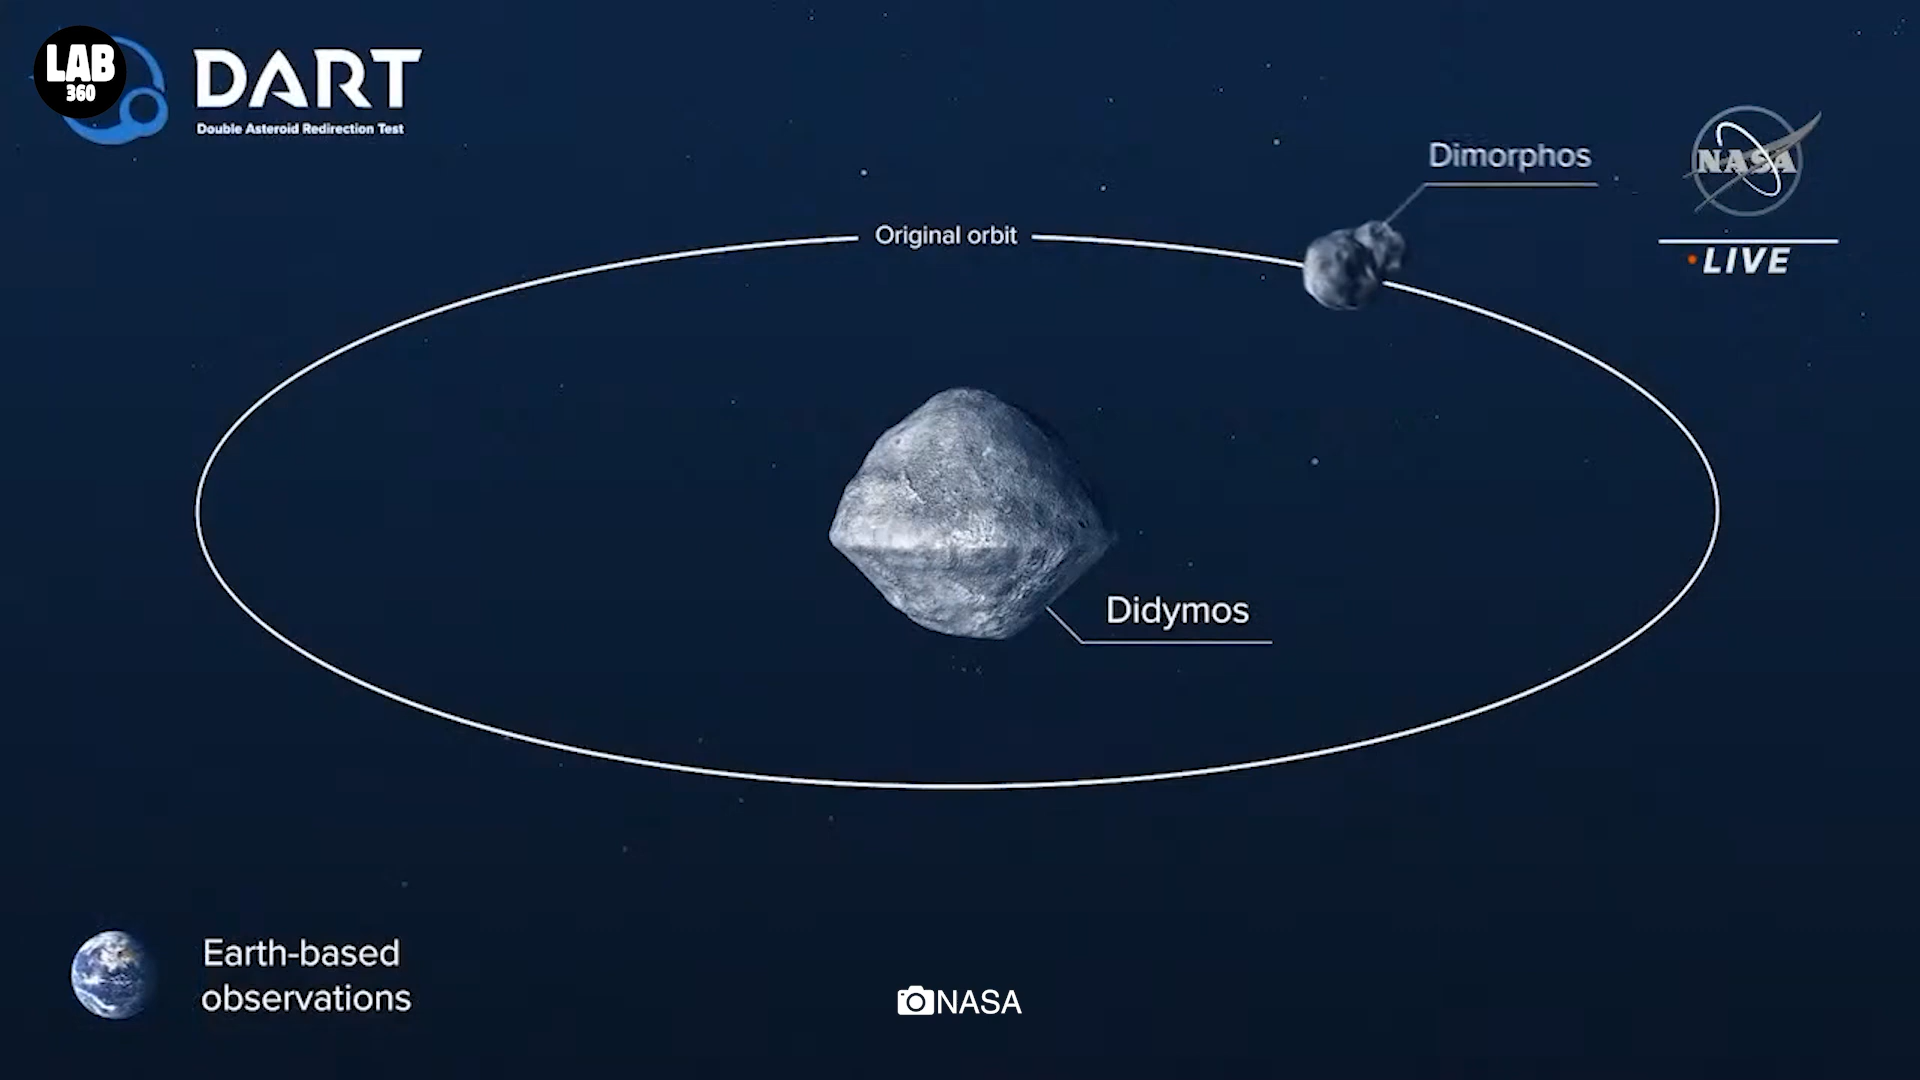 LAB
360
DART
Double Asteroid Redirection Test
Dimorphos
NASA
LIVE
Original orbit
Didymos
Earth-based
observations
NASA